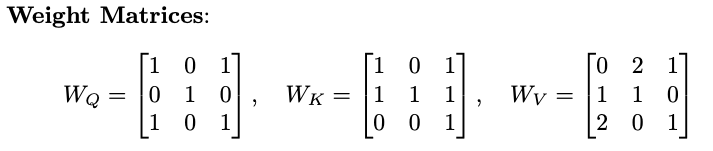 Weight Matrices:
W_Q = [1 0 1; 0 1 0; 1 0 1], W_K = [1 0 1; 1 1 1; 0 0 1], W_V = [0 2 1; 1 1 0; 2 0 1]